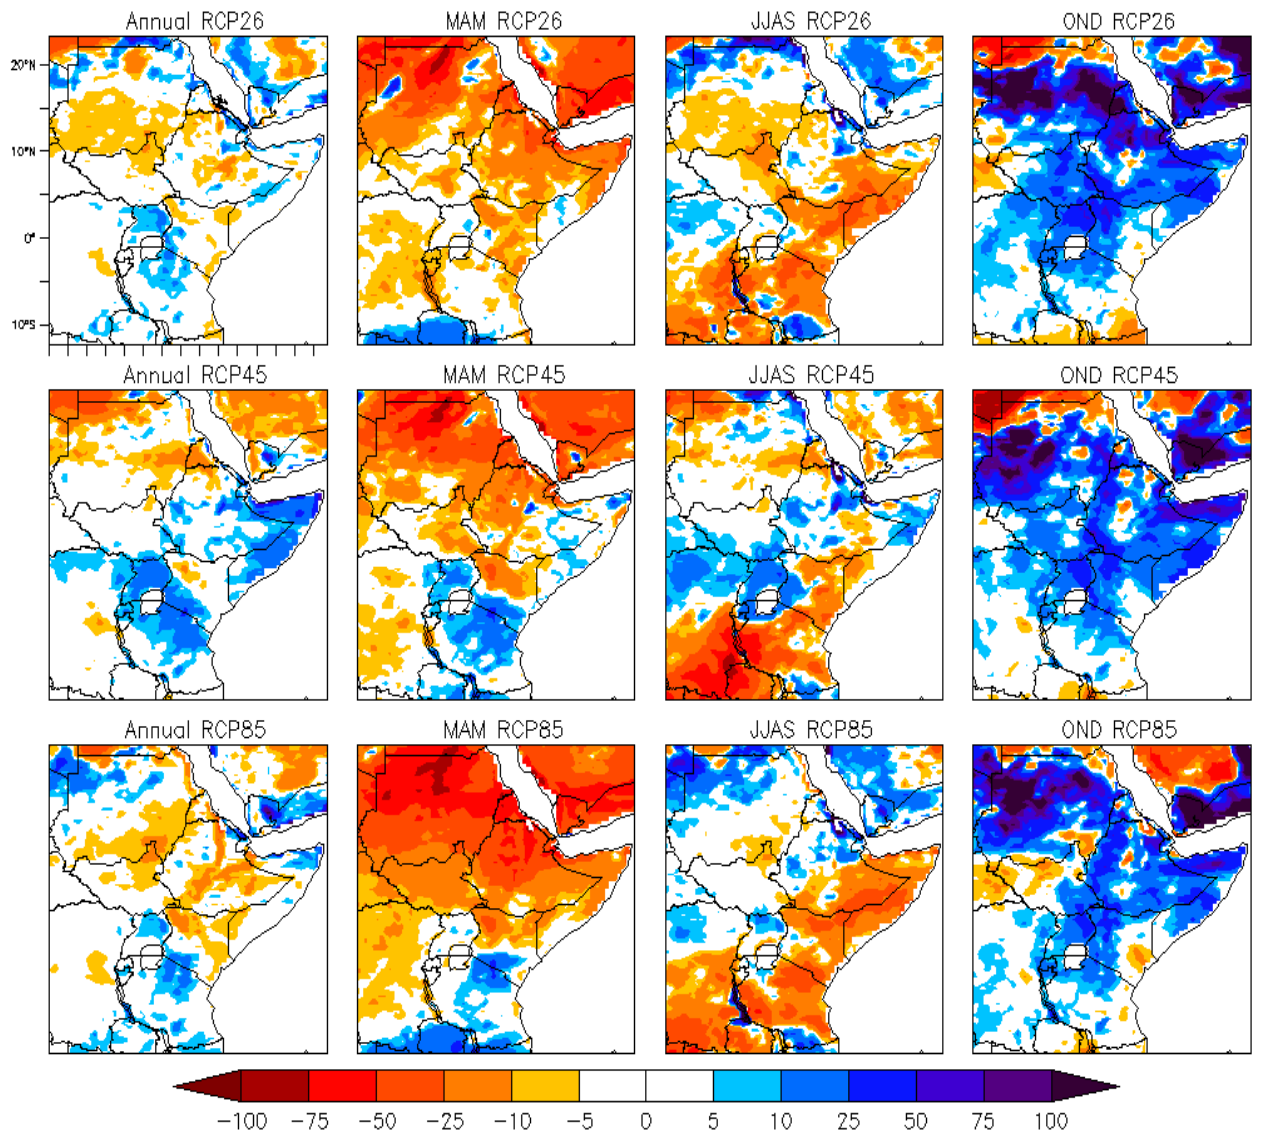 Annual RCP26 MAM RCP26 JJAS RCP26 OND RCP26
20°N
10°N
0°
10°S
Annual RCP45 MAM RCP45 JJAS RCP45 OND RCP45
Annual RCP85 MAM RCP85 JJAS RCP85 OND RCP85
-100 -75 -50 -25 -10 -5 0 5 10 25 50 75 100